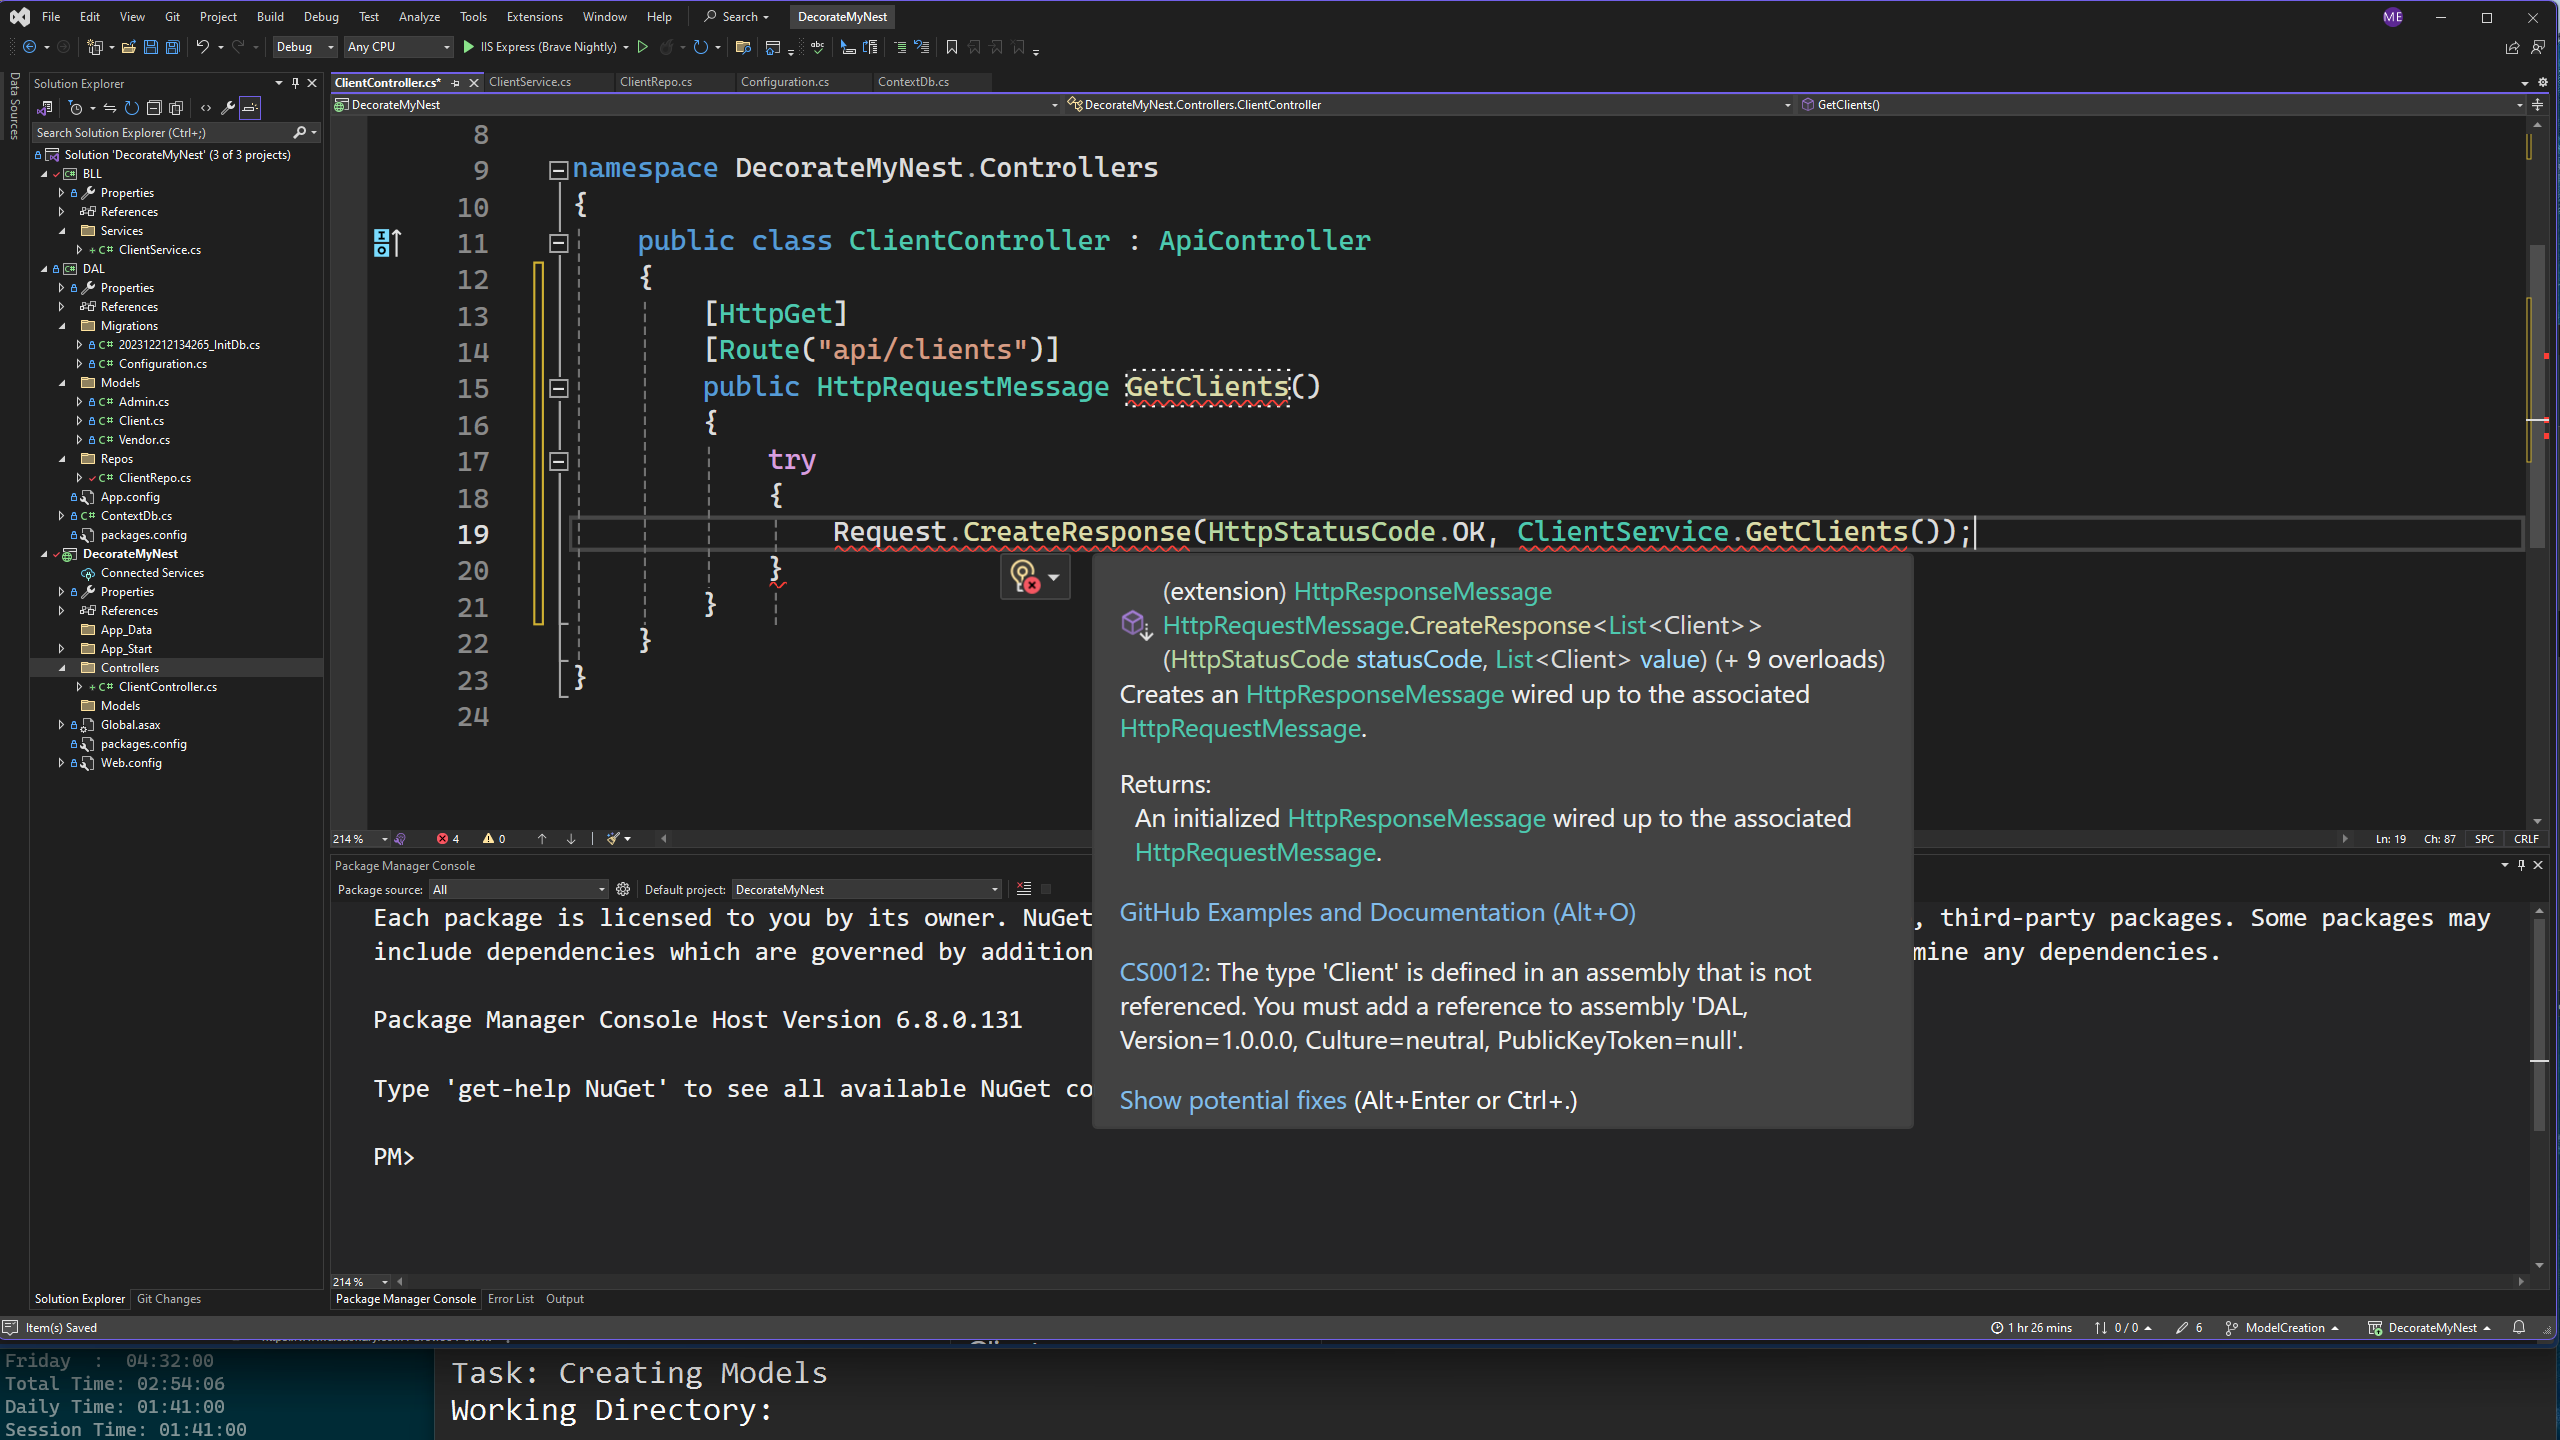 File Edit View Git Project Build Debug Test Analyze Tools Extensions Window Help Search DecorateMyNest ME
Debug Any CPU IIS Express (Brave Nightly)
Data Sources
Solution Explorer
Search Solution Explorer (Ctrl+;)
Solution 'DecorateMyNest' (3 of 3 projects)
BLL
Properties
References
Services
C# ClientService.cs
DAL
Properties
References
Migrations
C# 202312212134265_InitDb.cs
C# Configuration.cs
Models
C# Admin.cs
C# Client.cs
C# Vendor.cs
Repos
C# ClientRepo.cs
App.config
C# ContextDb.cs
packages.config
DecorateMyNest
Connected Services
Properties
References
App_Data
App_Start
Controllers
C# ClientController.cs
Models
Global.asax
packages.config
Web.config
Solution Explorer Git Changes
ClientController.cs* ClientService.cs ClientRepo.cs Configuration.cs ContextDb.cs
DecorateMyNest DecorateMyNest.Controllers.ClientController GetClients()
8
9 namespace DecorateMyNest.Controllers
10 {
11 public class ClientController : ApiController
12 {
13 [HttpGet]
14 [Route("api/clients")]
15 public HttpRequestMessage GetClients()
16 {
17 try
18 {
19 Request.CreateResponse(HttpStatusCode.OK, ClientService.GetClients());
20 }
21 }
22 }
23 }
24
(extension) HttpResponseMessage
HttpRequestMessage.CreateResponse<List<Client>>
(HttpStatusCode statusCode, List<Client> value) (+ 9 overloads)
Creates an HttpResponseMessage wired up to the associated
HttpRequestMessage.
Returns:
An initialized HttpResponseMessage wired up to the associated
HttpRequestMessage.
GitHub Examples and Documentation (Alt+O)
CS0012: The type 'Client' is defined in an assembly that is not
referenced. You must add a reference to assembly 'DAL,
Version=1.0.0.0, Culture=neutral, PublicKeyToken=null'.
Show potential fixes (Alt+Enter or Ctrl+.)
214 % 4 0 Ln: 19 Ch: 87 SPC CRLF
Package Manager Console
Package source: All Default project: DecorateMyNest
Each package is licensed to you by its owner. NuGet , third-party packages. Some packages may
include dependencies which are governed by addition mine any dependencies.
Package Manager Console Host Version 6.8.0.131
Type 'get-help NuGet' to see all available NuGet co
PM>
214 %
Package Manager Console Error List Output
Item(s) Saved 1 hr 26 mins 0 / 0 6 ModelCreation DecorateMyNest
Friday : 04:32:00
Total Time: 02:54:06
Daily Time: 01:41:00
Session Time: 01:41:00
Task: Creating Models
Working Directory: